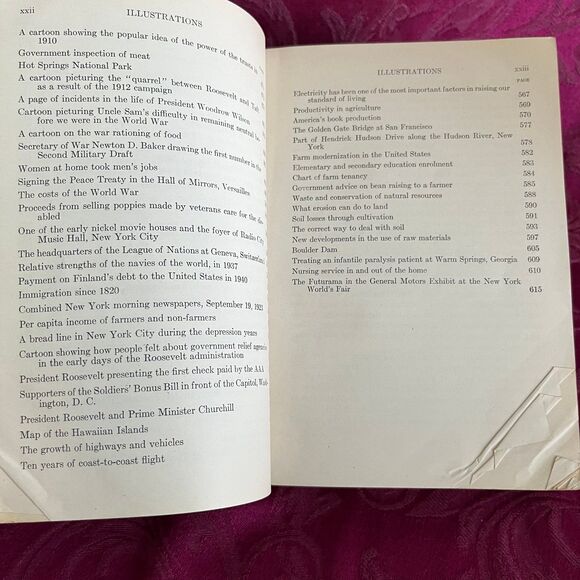 xxii
ILLUSTRATIONS
A cartoon showing the popular idea of the power of the trusts in
1910
Government inspection of meat
Hot Springs National Park
A cartoon picturing the "quarrel" between Roosevelt and Taft
as a result of the 1912 campaign
A page of incidents in the life of President Woodrow Wilson
Cartoon picturing Uncle Sam's difficulty in remaining neutral
fore we were in the World War
A cartoon on the war rationing of food
Secretary of War Newton D. Baker drawing the first number in the
Second Military Draft
Women at home took men's jobs
Signing the Peace Treaty in the Hall of Mirrors, Versailles
The costs of the World War
Proceeds from selling poppies made by veterans care for the dis-
abled
One of the early nickel movie houses and the foyer of Radio City
Music Hall, New York City
The headquarters of the League of Nations at Geneva, Switzerland
Relative strengths of the navies of the world, in 1937
Payment on Finland's debt to the United States in 1940
Immigration since 1820
Combined New York morning newspapers, September 19, 1923
Per capita income of farmers and non-farmers
A bread line in New York City during the depression years
Cartoon showing how people felt about government relief agencies
in the early days of the Roosevelt administration
President Roosevelt presenting the first check paid by the AAA
Supporters of the Soldiers' Bonus Bill in front of the Capitol, Wash-
ington, D. C.
President Roosevelt and Prime Minister Churchill
Map of the Hawaiian Islands
The growth of highways and vehicles
Ten years of coast-to-coast flight
ILLUSTRATIONS
xxiii
PAGE
Electricity has been one of the most important factors in raising our
standard of living 567
Productivity in agriculture 569
America's book production 570
The Golden Gate Bridge at San Francisco 577
Part of Hendrick Hudson Drive along the Hudson River, New
York 578
Farm modernization in the United States 582
Elementary and secondary education enrolment 583
Chart of farm tenancy 584
Government advice on bean raising to a farmer 585
Waste and conservation of natural resources 588
What erosion can do to land 590
Soil losses through cultivation 591
The correct way to deal with soil 593
New developments in the use of raw materials 597
Boulder Dam 605
Treating an infantile paralysis patient at Warm Springs, Georgia 609
Nursing service in and out of the home 610
The Futurama in the General Motors Exhibit at the New York
World's Fair 615